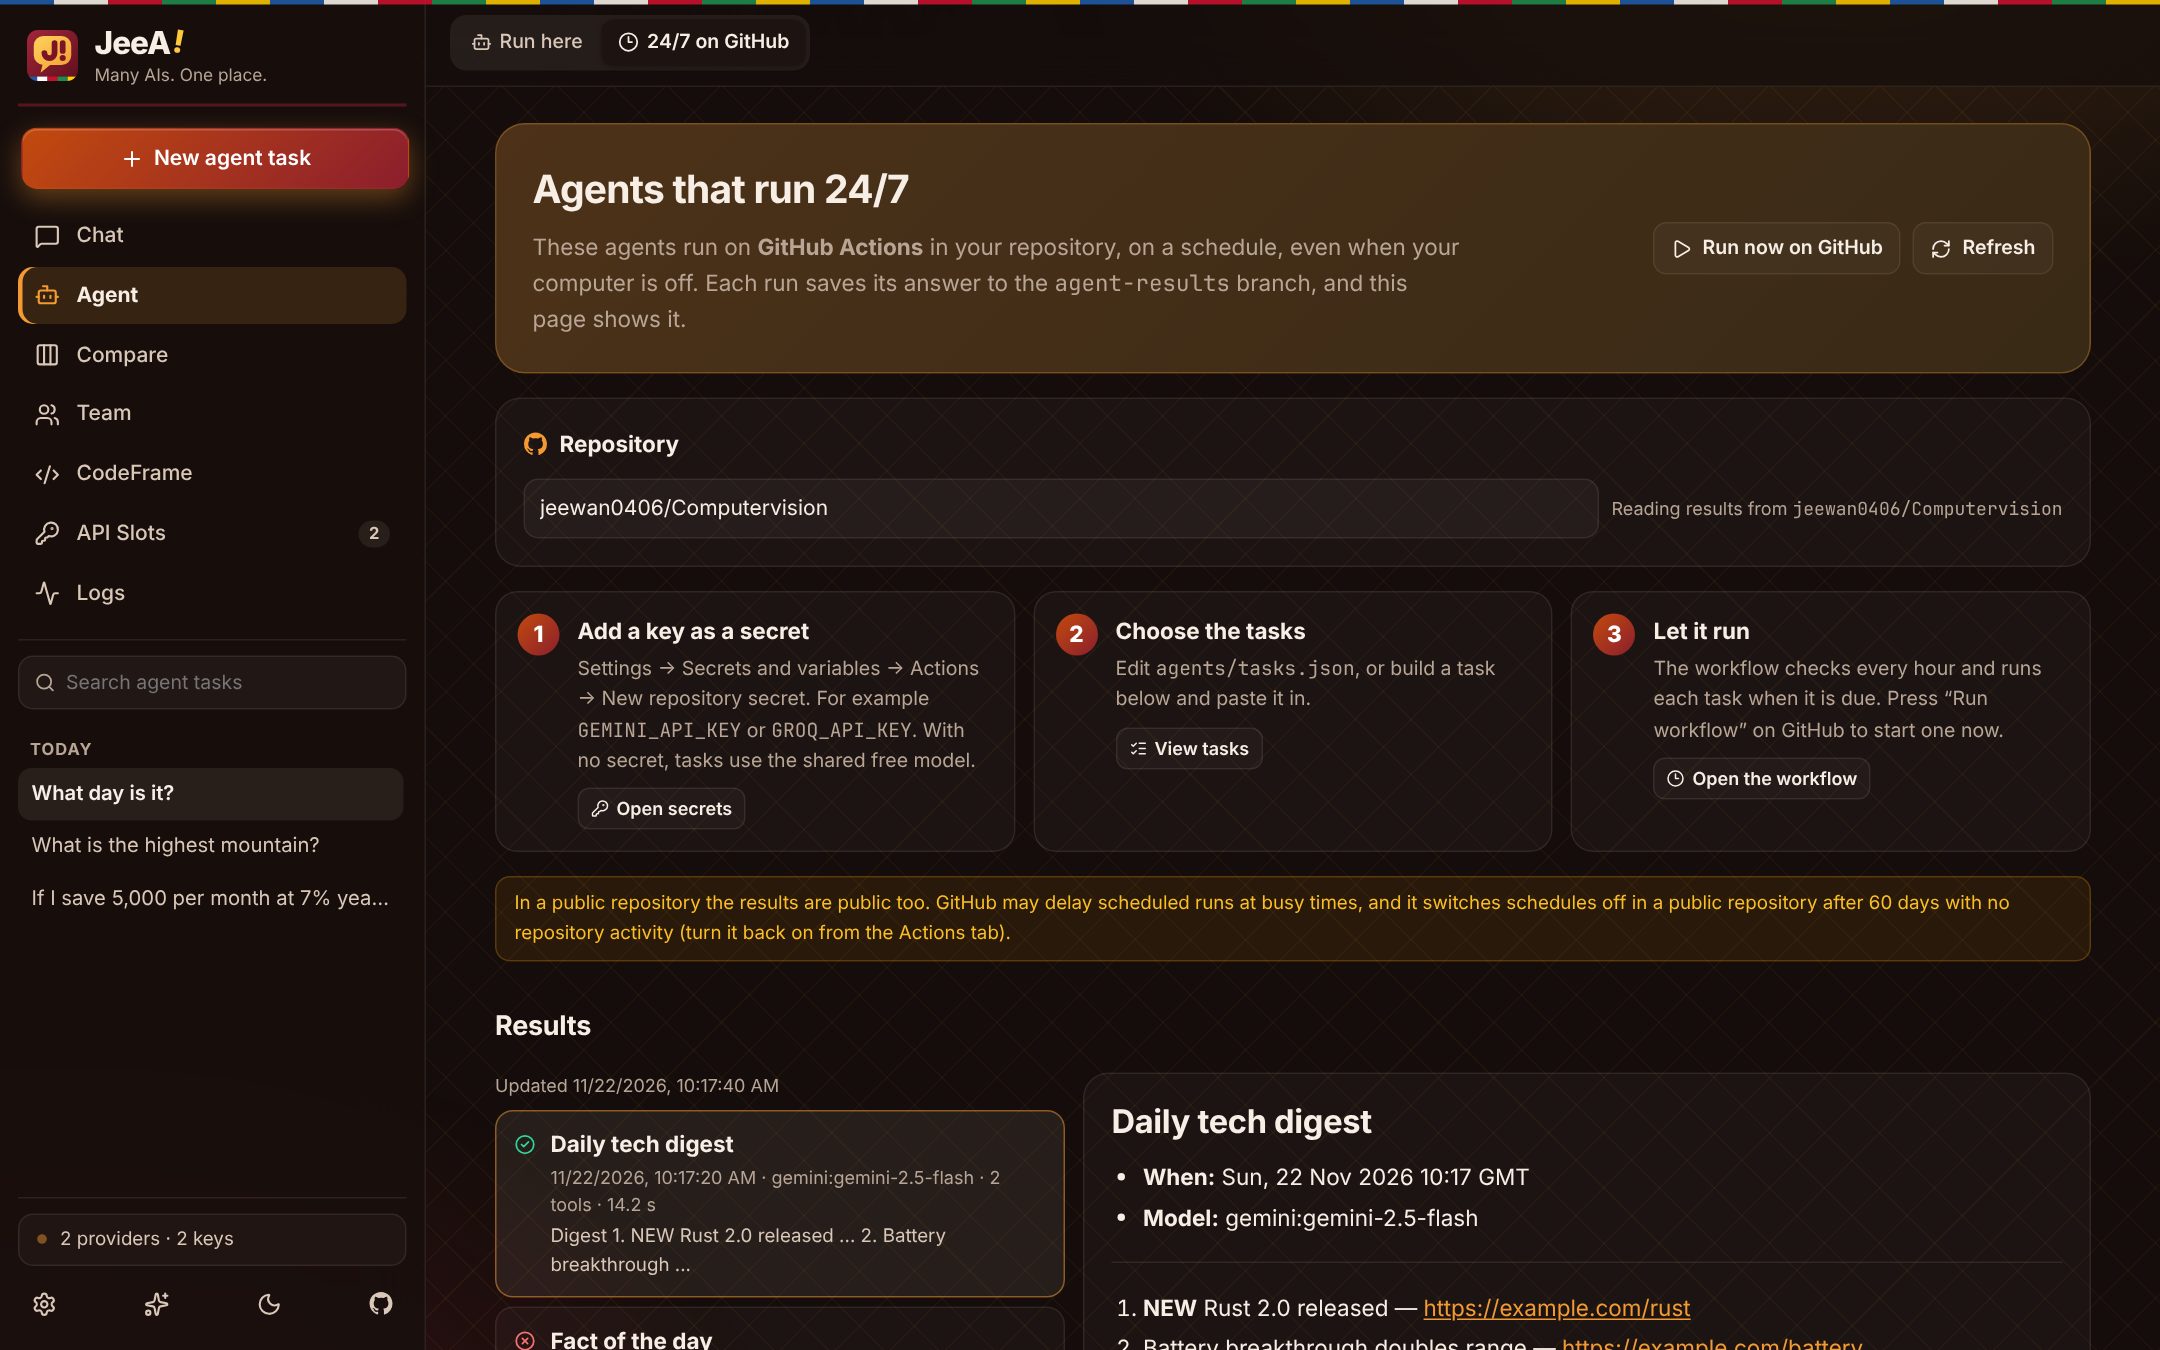 JeeA!
Many AIs. One place.
New agent task
Chat
Agent
Compare
Team
CodeFrame
API Slots 2
Logs
Search agent tasks
TODAY
What day is it?
What is the highest mountain?
If I save 5,000 per month at 7% yea...
2 providers · 2 keys
Run here
24/7 on GitHub
Agents that run 24/7
These agents run on GitHub Actions in your repository, on a schedule, even when your
computer is off. Each run saves its answer to the agent-results branch, and this
page shows it.
Run now on GitHub
Refresh
Repository
jeewan0406/Computervision
Reading results from jeewan0406/Computervision
1 Add a key as a secret
Settings → Secrets and variables → Actions
→ New repository secret. For example
GEMINI_API_KEY or GROQ_API_KEY. With
no secret, tasks use the shared free model.
Open secrets
2 Choose the tasks
Edit agents/tasks.json, or build a task
below and paste it in.
View tasks
3 Let it run
The workflow checks every hour and runs
each task when it is due. Press “Run
workflow” on GitHub to start one now.
Open the workflow
In a public repository the results are public too. GitHub may delay scheduled runs at busy times, and it switches schedules off in a public repository after 60 days with no
repository activity (turn it back on from the Actions tab).
Results
Updated 11/22/2026, 10:17:40 AM
Daily tech digest
11/22/2026, 10:17:20 AM · gemini:gemini-2.5-flash · 2
tools · 14.2 s
Digest 1. NEW Rust 2.0 released ... 2. Battery
breakthrough ...
Fact of the day
Daily tech digest
• When: Sun, 22 Nov 2026 10:17 GMT
• Model: gemini:gemini-2.5-flash
1. NEW Rust 2.0 released — https://example.com/rust
2. Battery breakthrough doubles range — https://example.com/battery